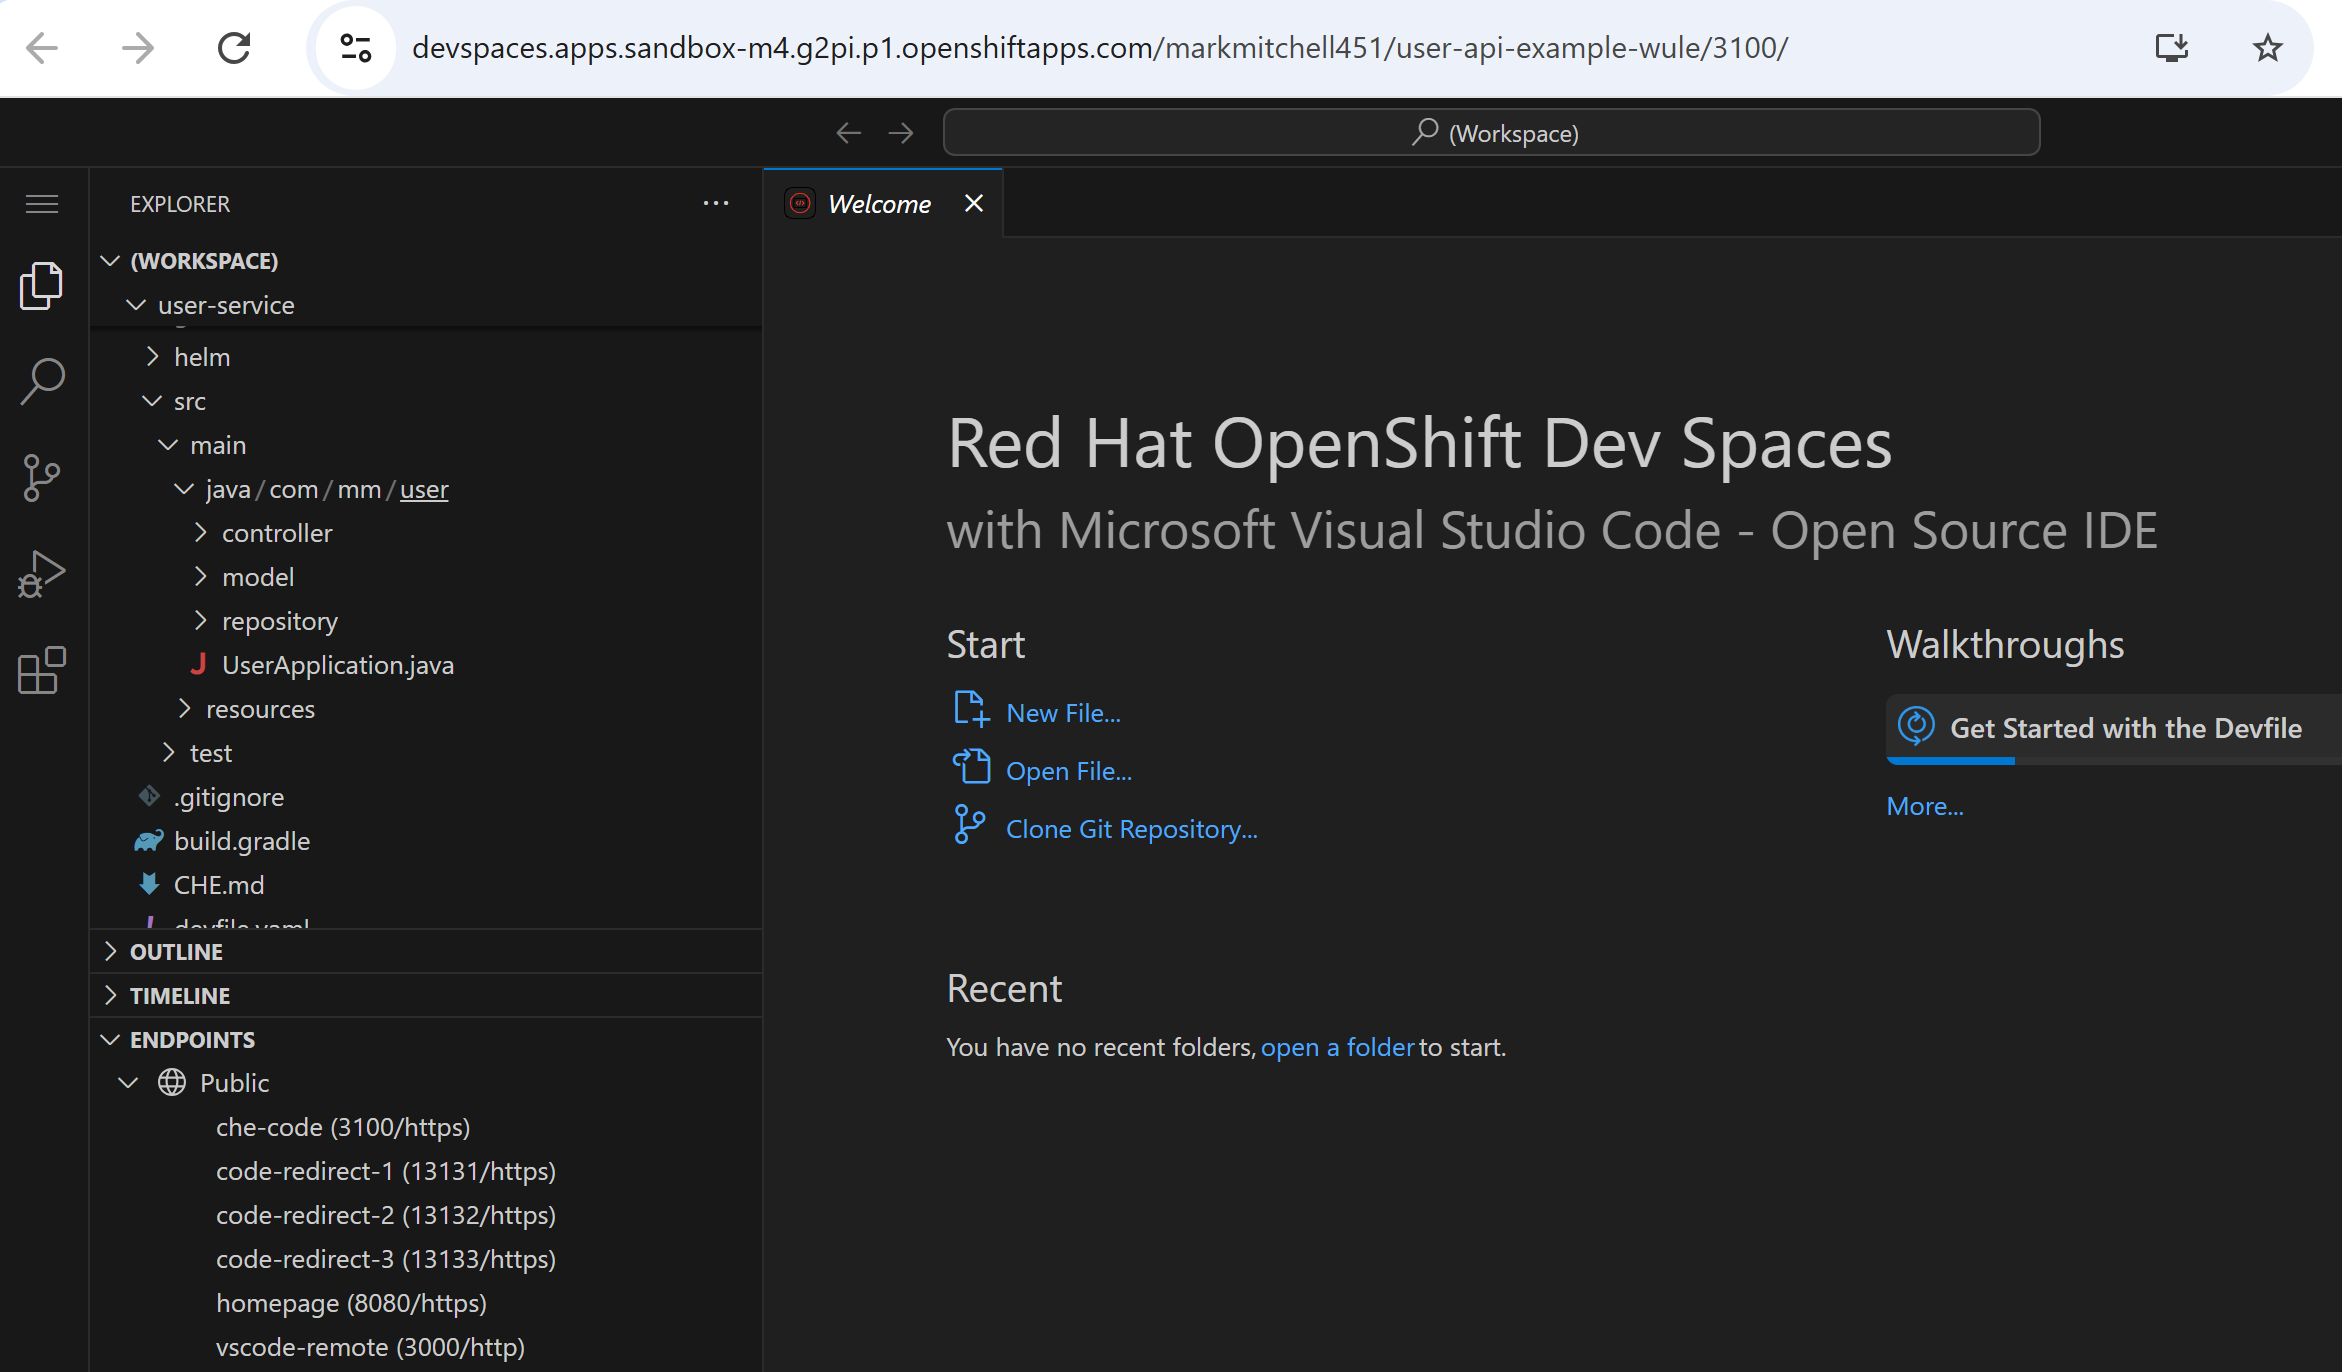 devspaces.apps.sandbox-m4.g2pi.p1.openshiftapps.com/markmitchell451/user-api-example-wule/3100/
(Workspace)
EXPLORER
(WORKSPACE)
user-service
helm
src
main
java/com/mm/user
controller
model
repository
UserApplication.java
resources
test
.gitignore
build.gradle
CHE.md
devfile.yaml
OUTLINE
TIMELINE
ENDPOINTS
Public
che-code (3100/https)
code-redirect-1 (13131/https)
code-redirect-2 (13132/https)
code-redirect-3 (13133/https)
homepage (8080/https)
vscode-remote (3000/http)
Welcome
Red Hat OpenShift Dev Spaces
with Microsoft Visual Studio Code - Open Source IDE
Start
New File...
Open File...
Clone Git Repository...
Recent
You have no recent folders, open a folder to start.
Walkthroughs
Get Started with the Devfile
More...